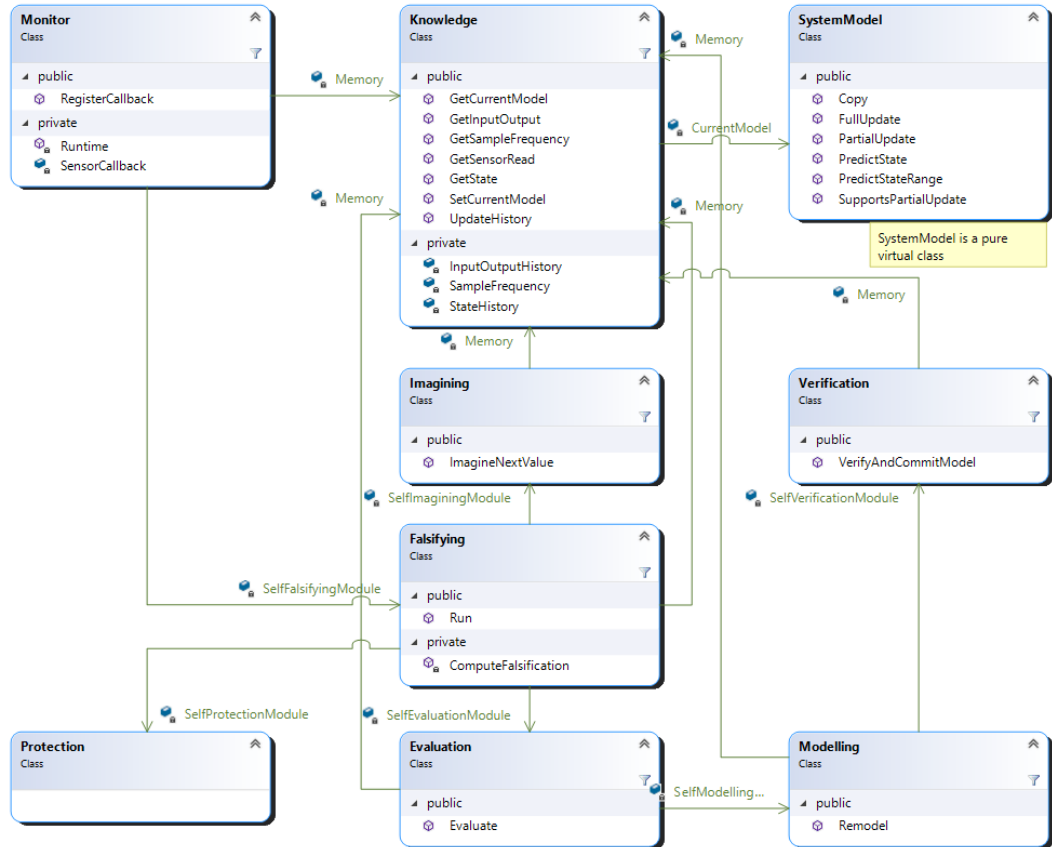 Monitor
Class
public
RegisterCallback
private
Runtime
SensorCallback
Memory
Knowledge
Class
public
GetCurrentModel
GetInputOutput
GetSampleFrequency
GetSensorRead
GetState
SetCurrentModel
UpdateHistory
private
InputOutputHistory
SampleFrequency
StateHistory
Memory
CurrentModel
SystemModel
Class
public
Copy
FullUpdate
PartialUpdate
PredictState
PredictStateRange
SupportsPartialUpdate
SystemModel is a pure
virtual class
Memory
Memory
Memory
Memory
Imagining
Class
public
ImagineNextValue
Verification
Class
public
VerifyAndCommitModel
SelfImaginingModule
SelfVerificationModule
Falsifying
Class
public
Run
private
ComputeFalsification
SelfFalsifyingModule
SelfProtectionModule
SelfEvaluationModule
Protection
Class
Evaluation
Class
public
Evaluate
SelfModelling...
Modelling
Class
public
Remodel